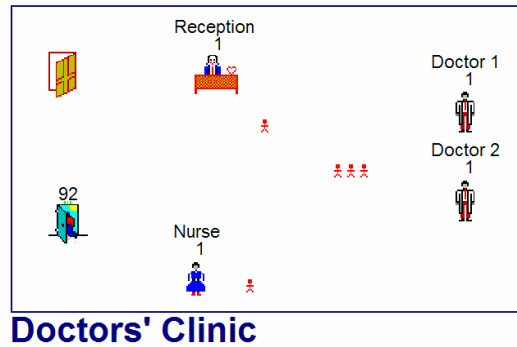 Reception
1
Doctor 1
1
Doctor 2
1
92
Nurse
1
Doctors' Clinic